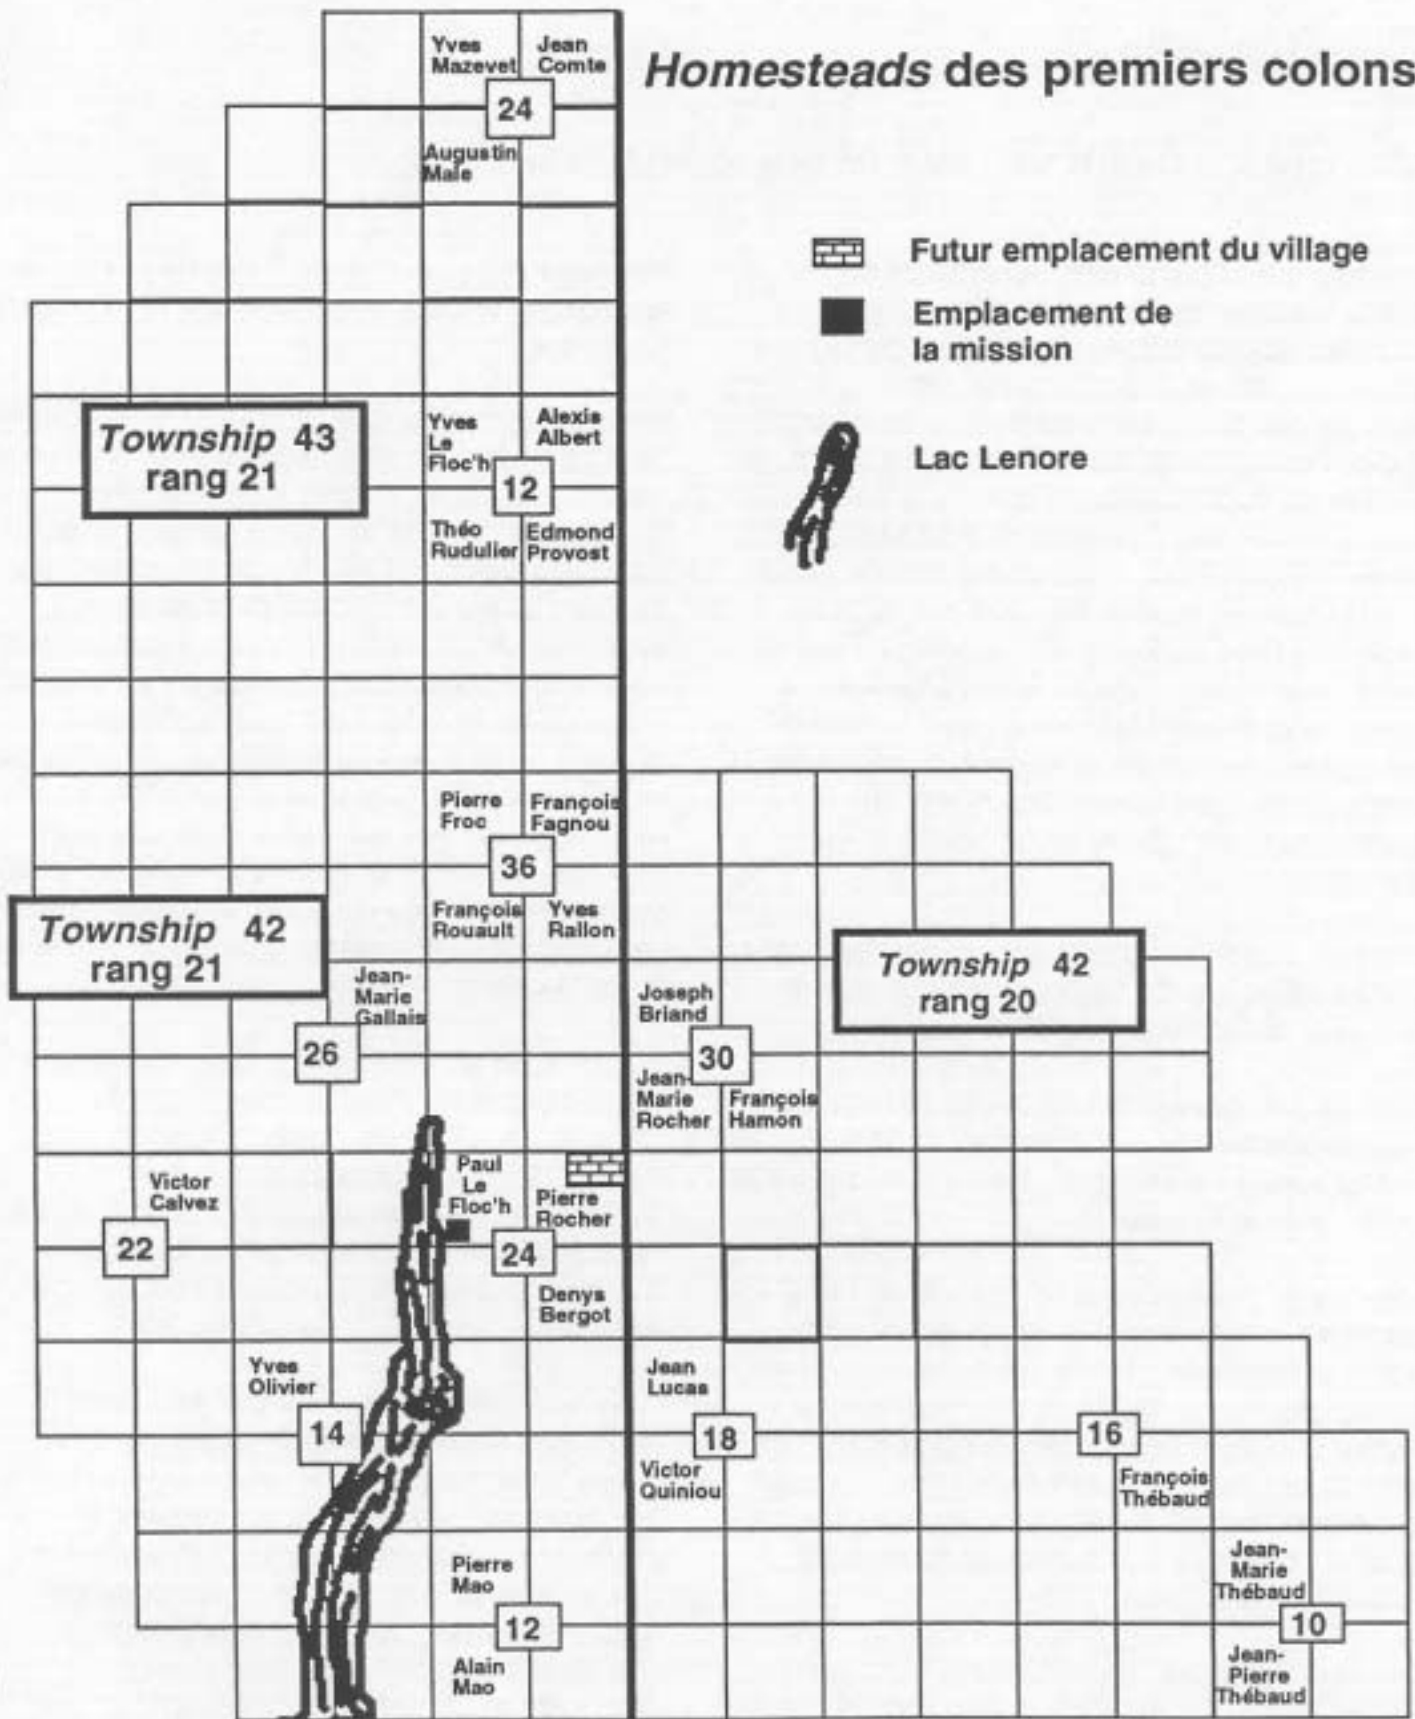 Homesteads des premiers colons
Yves
Mazevet
Jean
Comte
24
Augustin
Male
Futur emplacement du village
Emplacement de
la mission
Lac Lenore
Township 43
rang 21
Yves
Le
Floc'h
Alexis
Albert
12
Théo
Rudulier
Edmond
Provost
Pierre
Froc
François
Fagnou
36
François
Rouault
Yves
Rallon
Township 42
rang 21
Township 42
rang 20
Jean-
Marie
Gallais
26
Joseph
Briand
30
Jean-
Marie
Rocher
François
Hamon
Victor
Calvez
22
Paul
Le
Floc'h
Pierre
Rocher
24
Denys
Bergot
Yves
Olivier
14
Jean
Lucas
18
Victor
Quiniou
16
François
Thébaud
Pierre
Mao
12
Alain
Mao
Jean-
Marie
Thébaud
10
Jean-
Pierre
Thébaud